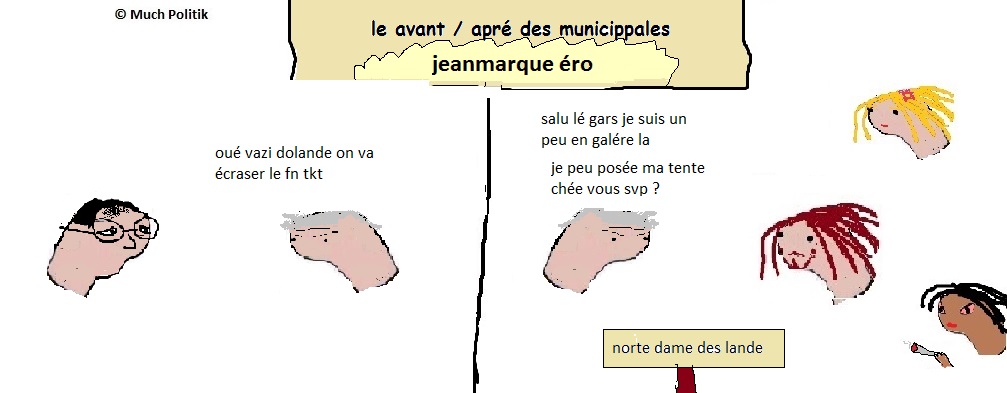 © Much Politik
le avant / apré des municippales
jeanmarque éro
oué vazi dolande on va
écraser le fn tkt
salu lé gars je suis un
peu en galére la
je peu posée ma tente
chée vous svp ?
norte dame des lande